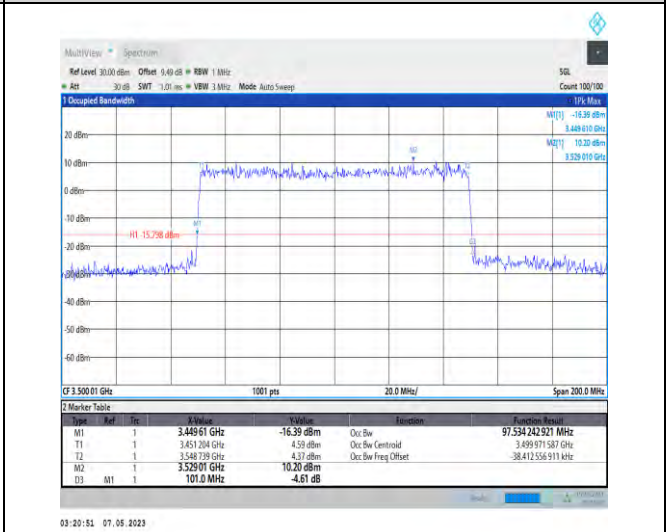 MultiView Spectrum
Ref Level 30.00 dBm Offset 9.49 dB RBW 1 MHz SGL
Att 30 dB SWT 1.01 ms VBW 3 MHz Mode Auto Sweep Count 100/100
1 Occupied Bandwidth 1Pk Max
M1[1] -16.39 dBm
3.449 610 GHz
20 dBm
M2[1] 10.20 dBm
3.529 010 GHz
M2
10 dBm
0 dBm
-10 dBm
M1
H1 -15.798 dBm
-20 dBm
-30 dBm
-40 dBm
-50 dBm
-60 dBm
CF 3.500 01 GHz 1001 pts 20.0 MHz/ Span 200.0 MHz
2 Marker Table
Type Ref Trc X-Value Y-Value Function Function Result
M1 1 3.449 61 GHz -16.39 dBm Occ Bw 97.534 242 921 MHz
T1 1 3.451 204 GHz 4.59 dBm Occ Bw Centroid 3.499 971 587 GHz
T2 1 3.548 739 GHz 4.37 dBm Occ Bw Freq Offset -38.412 556 911 kHz
M2 1 3.529 01 GHz 10.20 dBm
D3 M1 1 101.0 MHz -4.61 dB
03:20:51 07.05.2023